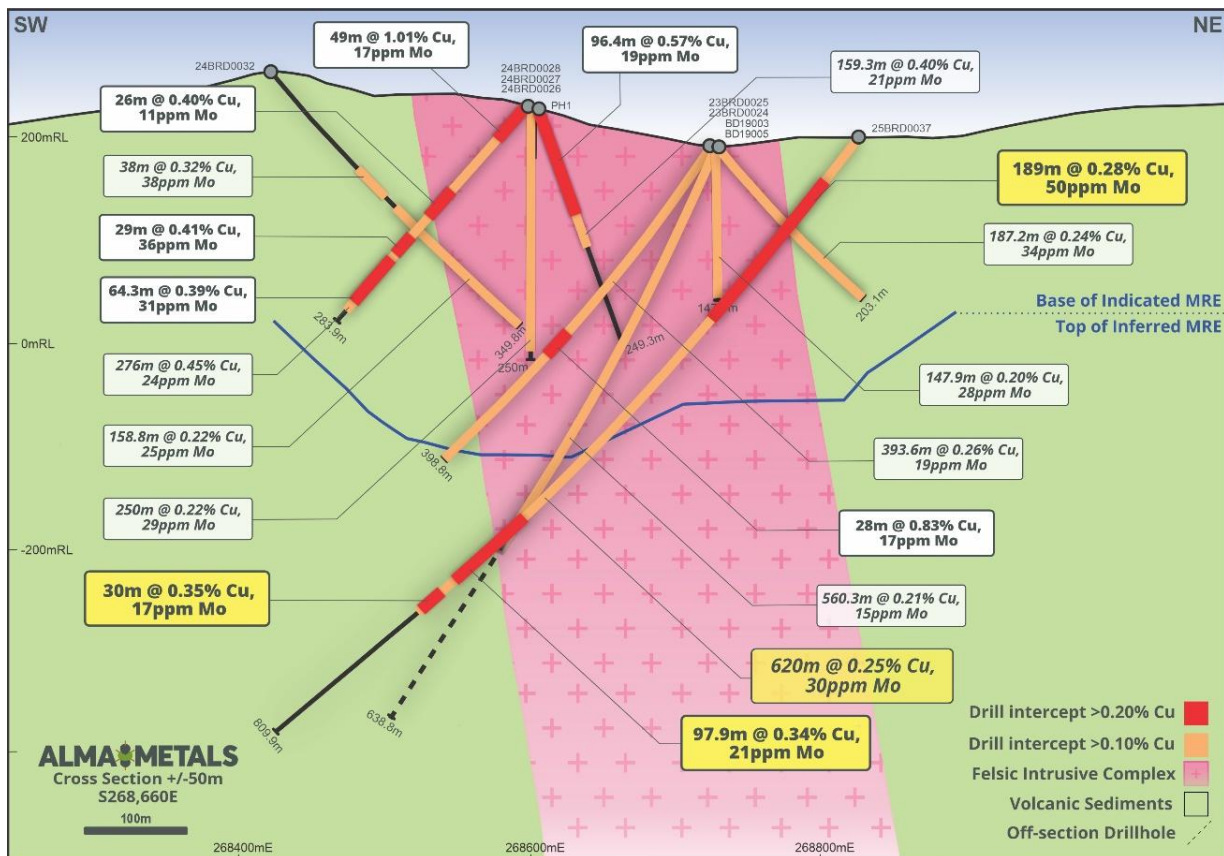 SW
NE
49m @ 1.01% Cu,
17ppm Mo
96.4m @ 0.57% Cu,
19ppm Mo
159.3m @ 0.40% Cu,
21ppm Mo
24BRD0032
24BRD0028
24BRD0027
24BRD0026
PH1
23BRD0025
23BRD0024
BD19003
BD19005
25BRD0037
26m @ 0.40% Cu,
11ppm Mo
200mRL
38m @ 0.32% Cu,
38ppm Mo
189m @ 0.28% Cu,
50ppm Mo
29m @ 0.41% Cu,
36ppm Mo
187.2m @ 0.24% Cu,
34ppm Mo
64.3m @ 0.39% Cu,
31ppm Mo
283.9m
349.8m
250m
249.3m
203.1m
Base of Indicated MRE
Top of Inferred MRE
0mRL
276m @ 0.45% Cu,
24ppm Mo
147.9m @ 0.20% Cu,
28ppm Mo
158.8m @ 0.22% Cu,
25ppm Mo
398.8m
393.6m @ 0.26% Cu,
19ppm Mo
250m @ 0.22% Cu,
29ppm Mo
28m @ 0.83% Cu,
17ppm Mo
-200mRL
30m @ 0.35% Cu,
17ppm Mo
560.3m @ 0.21% Cu,
15ppm Mo
620m @ 0.25% Cu,
30ppm Mo
809.9m
638.8m
97.9m @ 0.34% Cu,
21ppm Mo
Drill intercept >0.20% Cu
Drill intercept >0.10% Cu
Felsic Intrusive Complex
Volcanic Sediments
Off-section Drillhole
ALMA METALS
Cross Section +/-50m
S268,660E
100m
268400mE
268600mE
268800mE